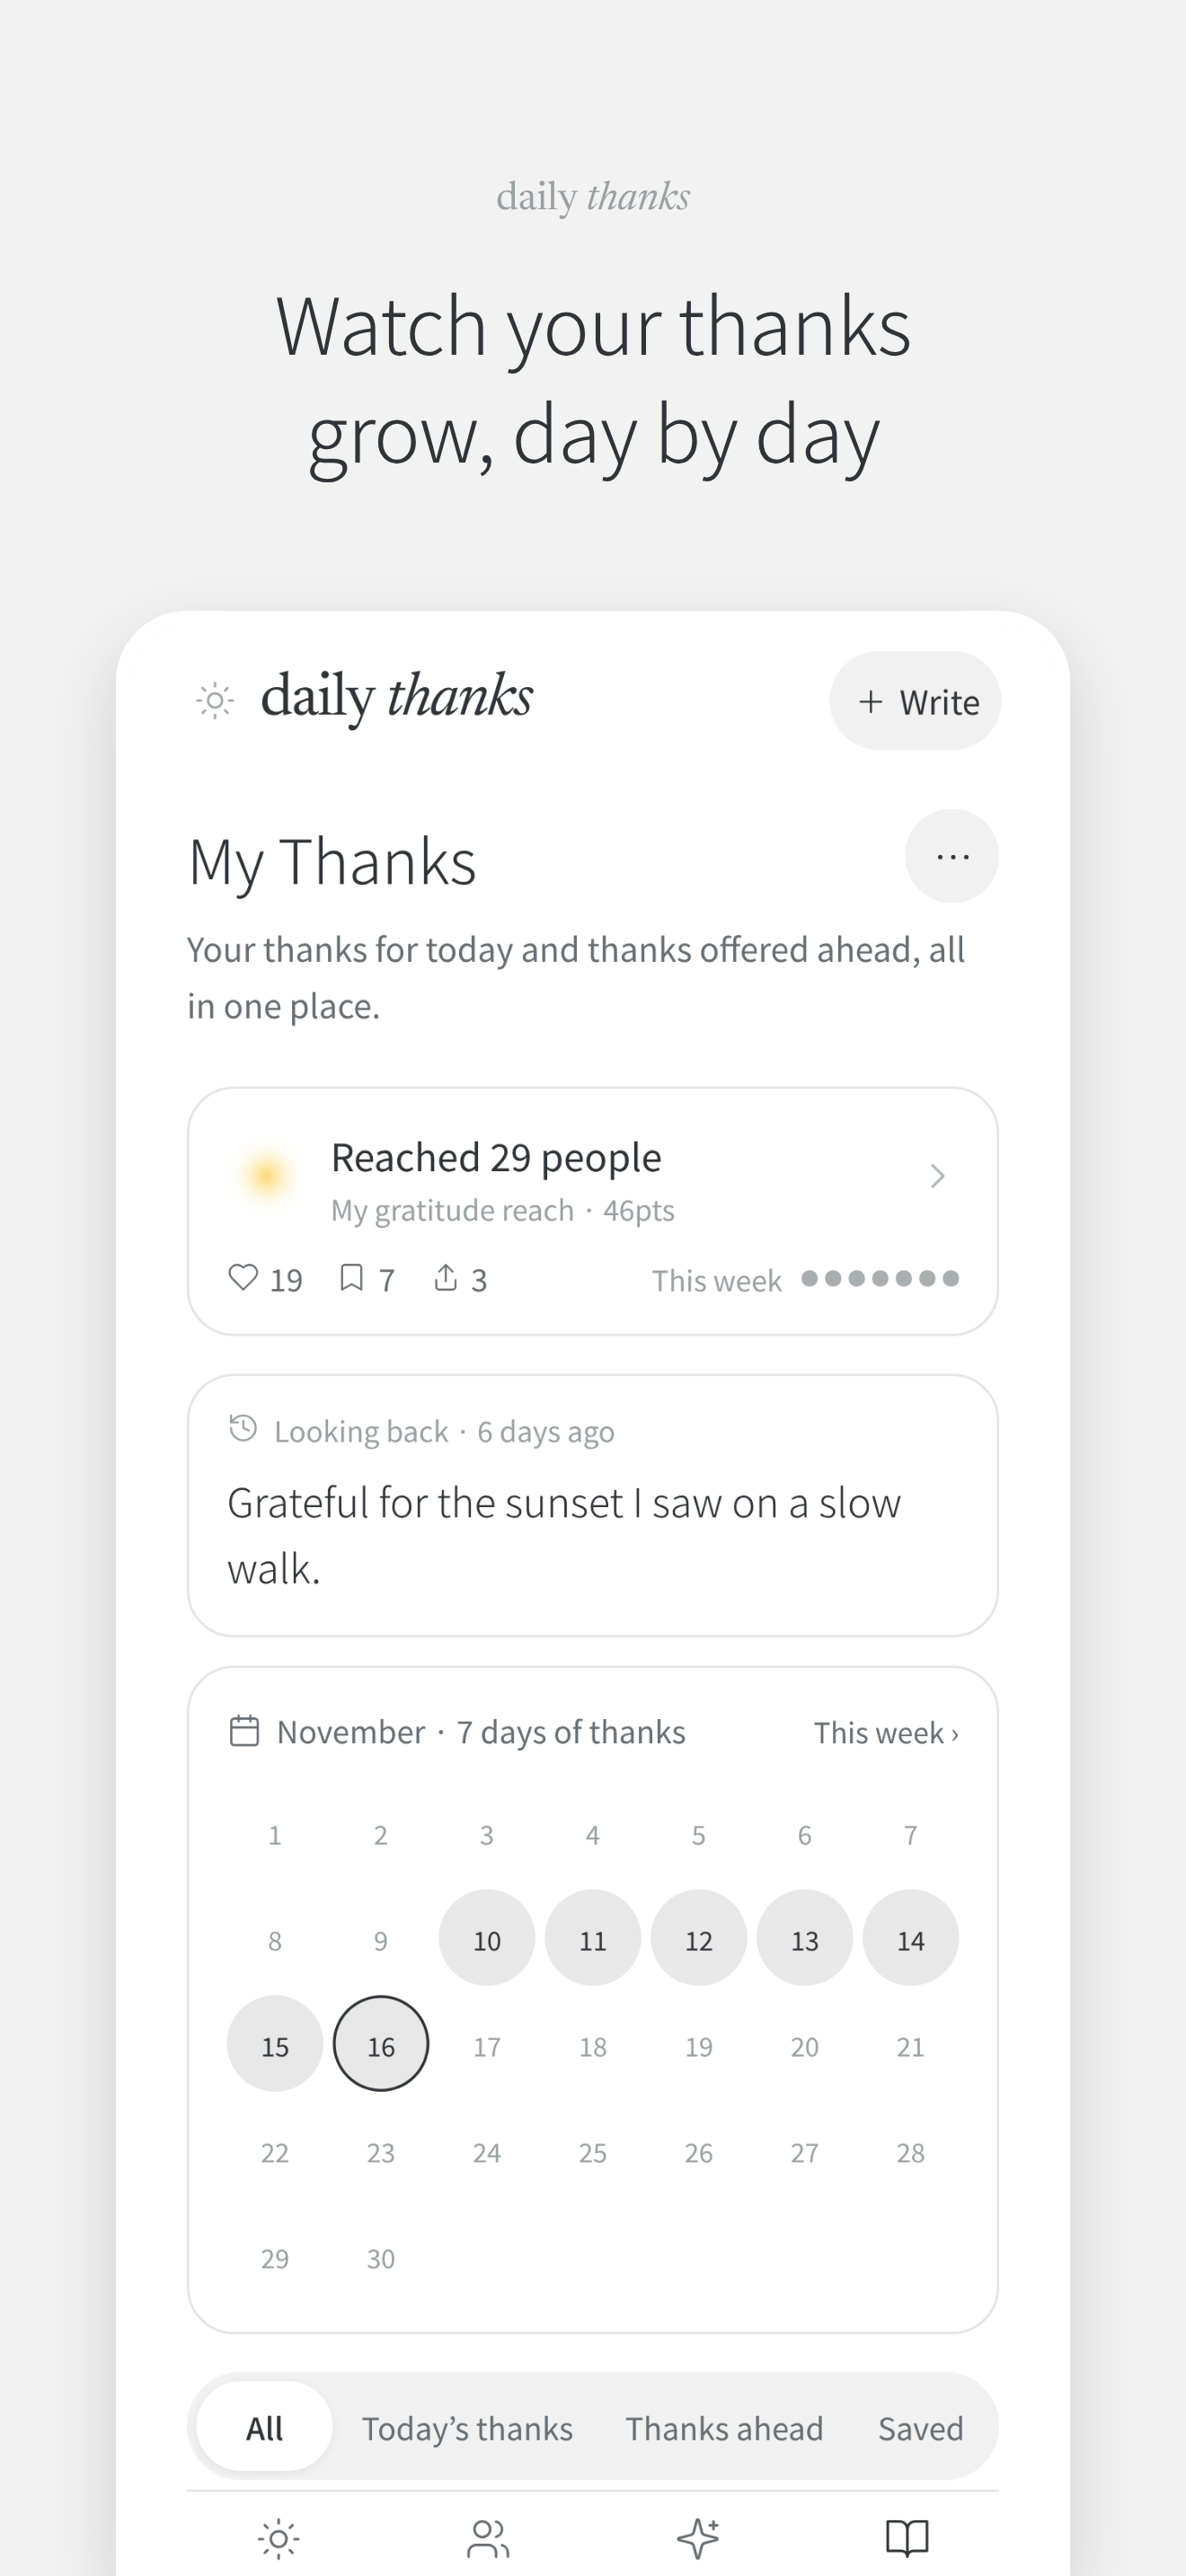 daily thanks
Watch your thanks
grow, day by day
daily thanks
+ Write
My Thanks
···
Your thanks for today and thanks offered ahead, all
in one place.
Reached 29 people
My gratitude reach · 46pts
19 7 3 This week
Looking back · 6 days ago
Grateful for the sunset I saw on a slow
walk.
November · 7 days of thanks This week ›
1 2 3 4 5 6 7
8 9 10 11 12 13 14
15 16 17 18 19 20 21
22 23 24 25 26 27 28
29 30
All Today’s thanks Thanks ahead Saved